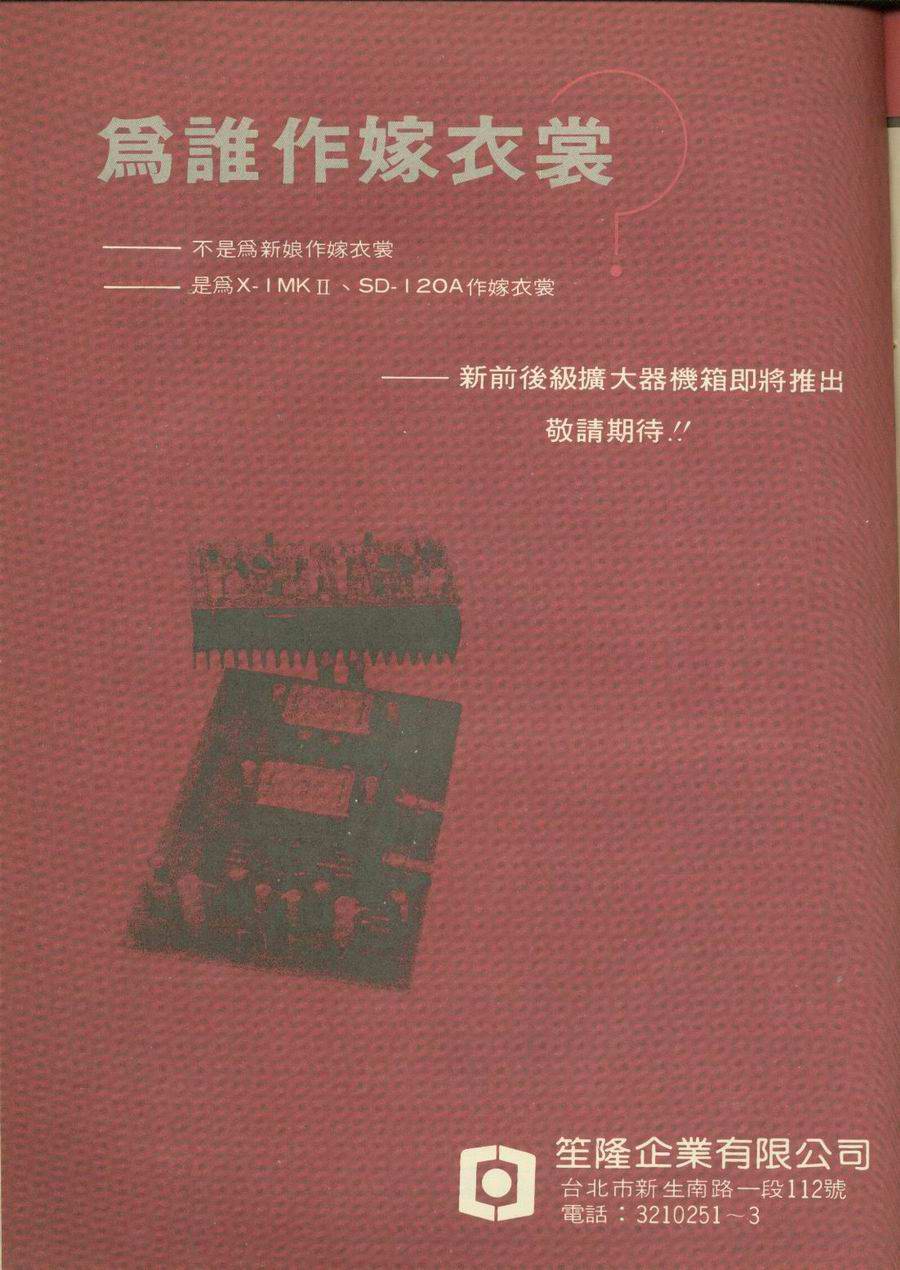 爲誰作嫁衣裳?
——不是爲新娘作嫁衣裳
——是爲X-1MKⅡ、SD-120A作嫁衣裳
——新前後級擴大器機箱即將推出
敬請期待!!
笙隆企業有限公司
台北市新生南路一段112號
電話：3210251～3